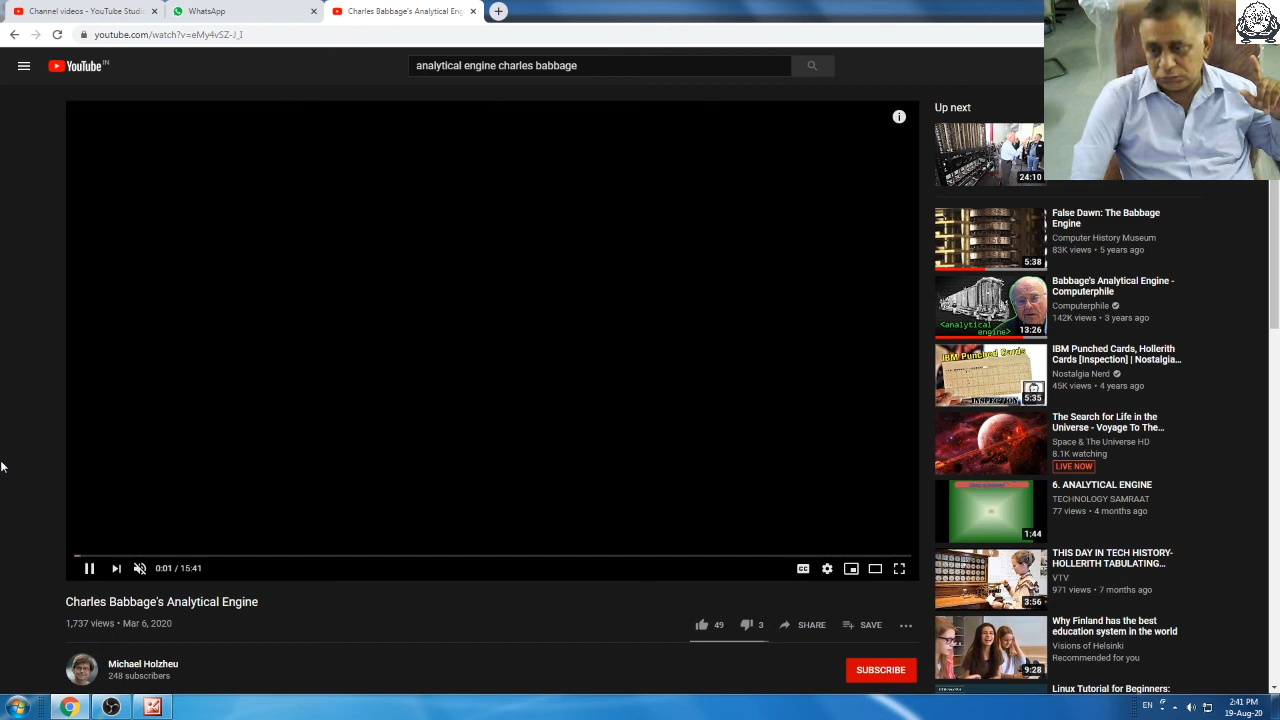 Channel videos - YouTube Studio
WhatsApp
Charles Babbage's Analytical Eng
youtube.com/watch?v=eMy4vSZ-J_I
YouTube IN
analytical engine charles babbage
Up next
24:10
False Dawn: The Babbage
Engine
Computer History Museum
83K views • 5 years ago
5:38
Babbage's Analytical Engine -
Computerphile
Computerphile
142K views • 3 years ago
<analytical
engine>
13:26
IBM Punched Cards, Hollerith
Cards [Inspection] | Nostalgia...
Nostalgia Nerd
45K views • 4 years ago
IBM Punched Cards
INSPECTION
5:35
The Search for Life in the
Universe - Voyage To The...
Space & The Universe HD
8.1K watching
LIVE NOW
6. ANALYTICAL ENGINE
TECHNOLOGY SAMRAAT
77 views • 4 months ago
1:44
THIS DAY IN TECH HISTORY-
HOLLERITH TABULATING...
VTV
971 views • 7 months ago
3:56
Why Finland has the best
education system in the world
Visions of Helsinki
Recommended for you
9:28
Linux Tutorial for Beginners:
0:01 / 15:41
CC
Charles Babbage's Analytical Engine
1,737 views • Mar 6, 2020
49
3
SHARE
SAVE
Michael Holzheu
248 subscribers
SUBSCRIBE
EN
2:41 PM
19-Aug-20